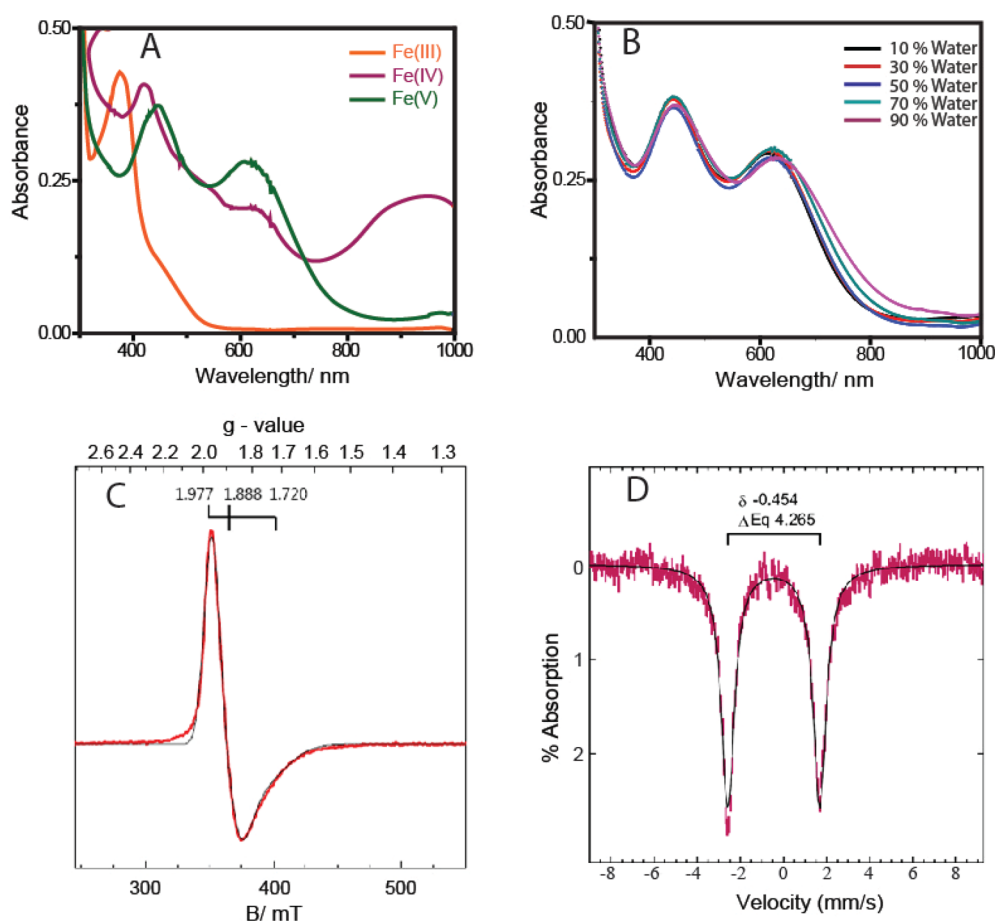 A
Fe(III)
Fe(IV)
Fe(V)
0.50
0.25
0.00
Absorbance
400 600 800 1000
Wavelength/ nm
B
10 % Water
30 % Water
50 % Water
70 % Water
90 % Water
0.50
0.25
0.00
Absorbance
400 600 800 1000
Wavelength/ nm
g - value
2.6 2.4 2.2 2.0 1.8 1.7 1.6 1.5 1.4 1.3
C
1.977 1.888 1.720
300 400 500
B/ mT
D
δ -0.454
ΔEq 4.265
0
1
2
% Absorption
-8 -6 -4 -2 0 2 4 6 8
Velocity (mm/s)